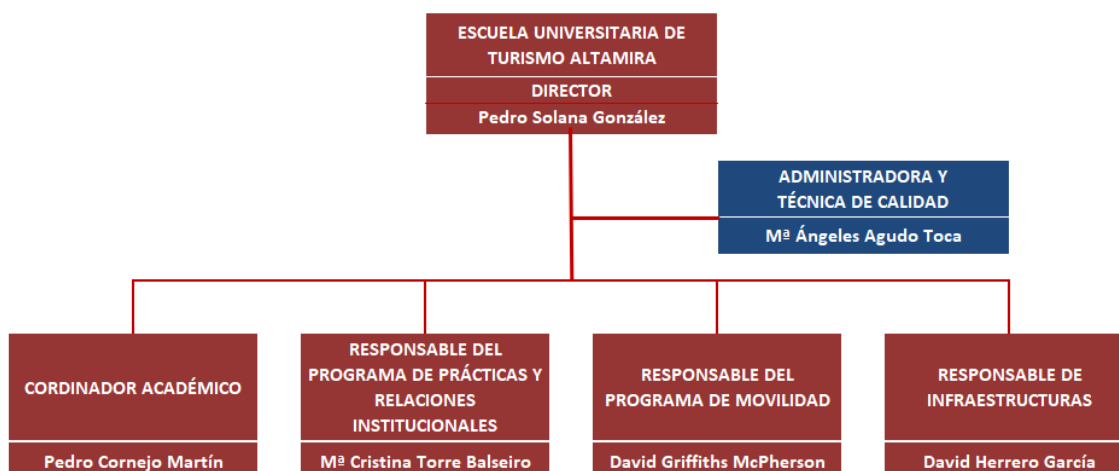 ESCUELA UNIVERSITARIA DE
TURISMO ALTAMIRA
DIRECTOR
Pedro Solana González
ADMINISTRADORA Y
TÉCNICA DE CALIDAD
Mª Ángeles Agudo Toca
CORDINADOR ACADÉMICO
Pedro Cornejo Martín
RESPONSABLE DEL
PROGRAMA DE PRÁCTICAS Y
RELACIONES
INSTITUCIONALES
Mª Cristina Torre Balseiro
RESPONSABLE DEL
PROGRAMA DE MOVILIDAD
David Griffiths McPherson
RESPONSABLE DE
INFRAESTRUCTURAS
David Herrero García